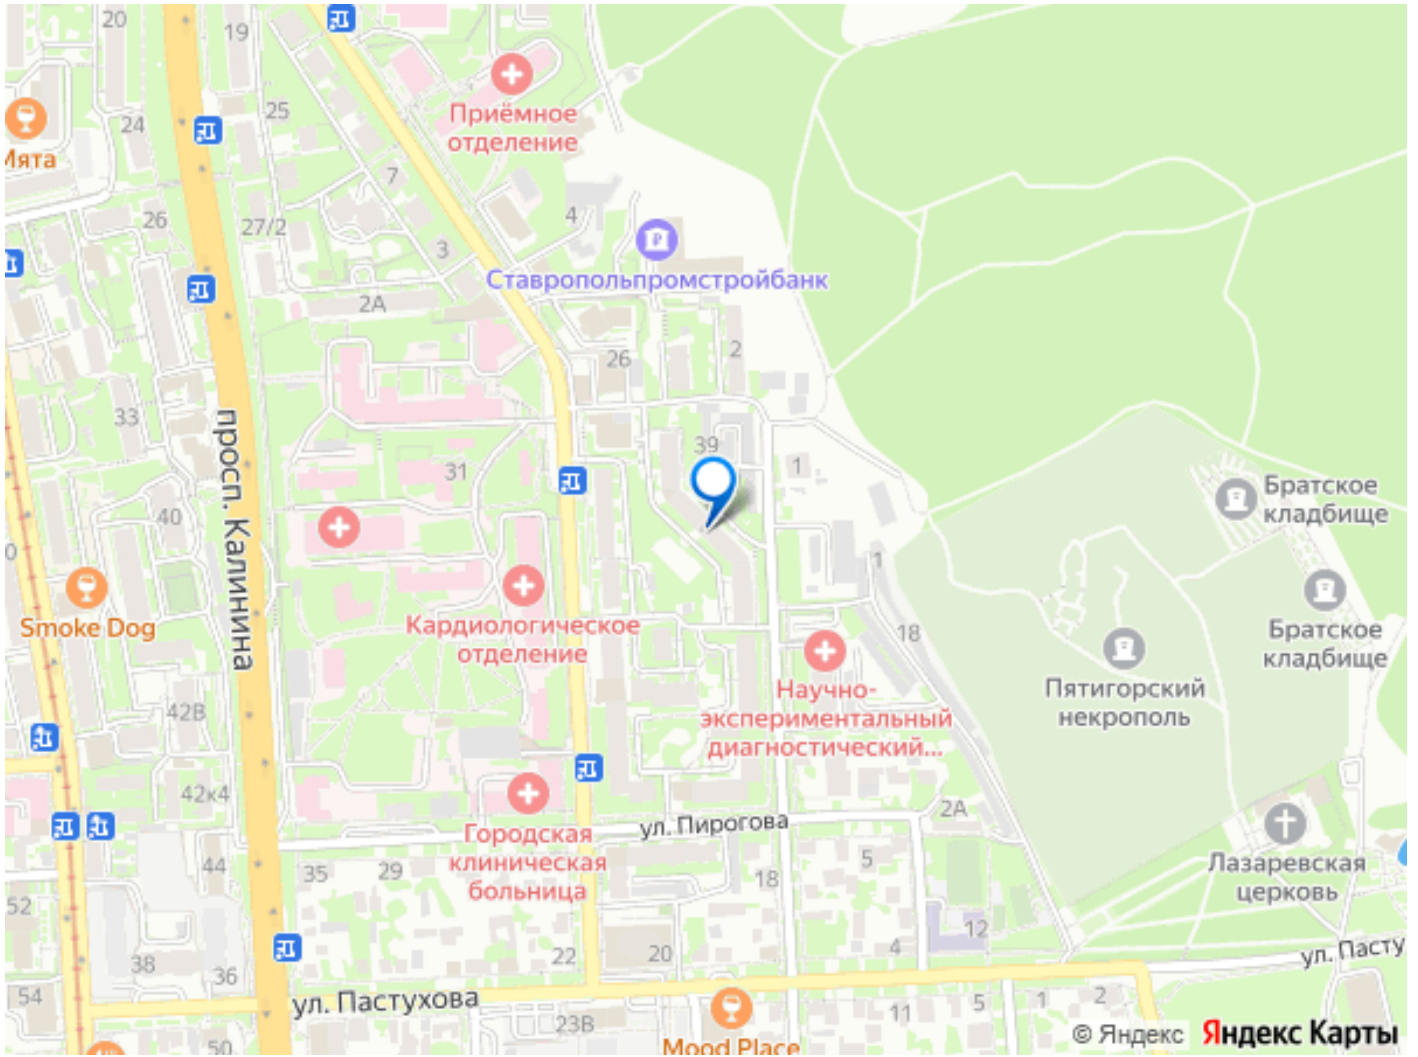 20
19
25
24
Приёмное
отделение
Мята
7
26
27/2
4
3
Ставропольпромстройбанк
2А
26
2
33
просп. Калинина
39
31
1
Братское
кладбище
40
0
1
Smoke Dog
Кардиологическое
отделение
18
Братское
кладбище
Научно-
экспериментальный
диагностический...
Пятигорский
некрополь
42В
42к4
2А
ул. Пирогова
Городская
клиническая
больница
44
35
29
5
18
Лазаревская
церковь
52
12
4
38
36
22
20
ул. Пасту
54
ул. Пастухова
23В
11
5
1
2
50
Mood Place
© Яндекс Яндекс Карты